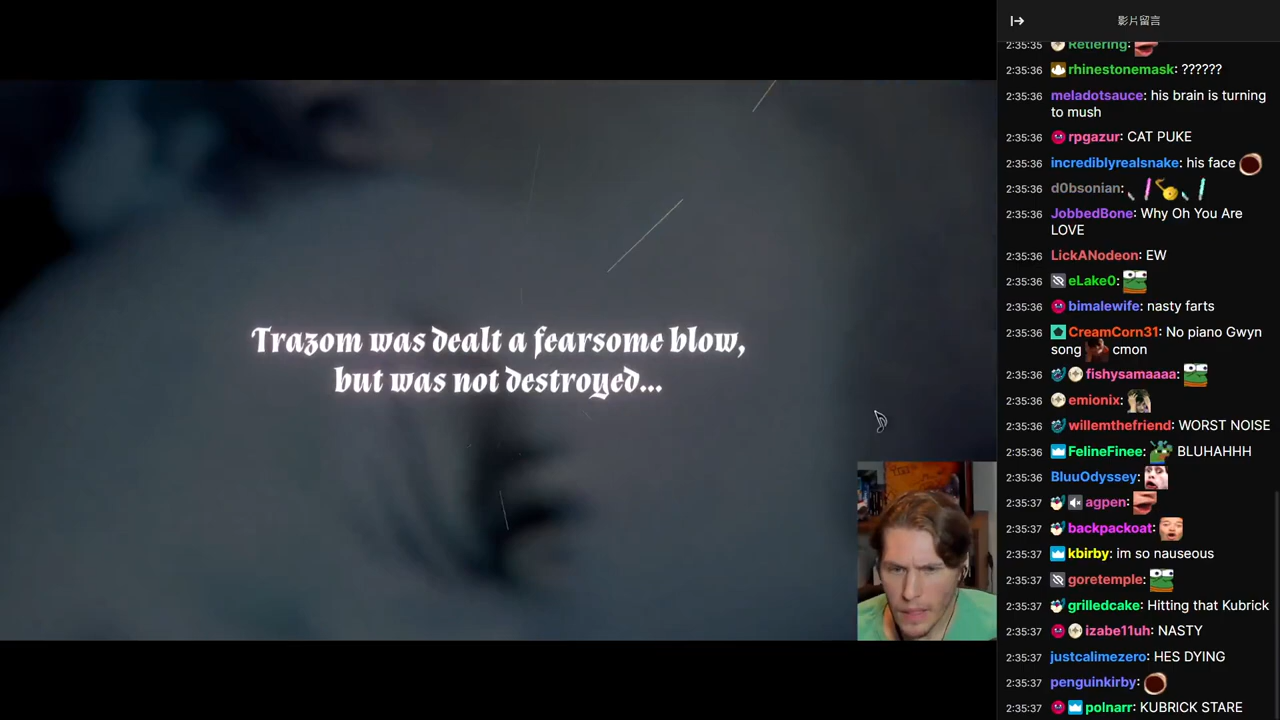 Trazom was dealt a fearsome blow,
but was not destroyed...
影片留言
2:35:35 Retiering:
2:35:36 rhinestonemask: ??????
2:35:36 meladotsauce: his brain is turning
to mush
2:35:36 rpgazur: CAT PUKE
2:35:36 incrediblyrealsnake: his face
2:35:36 d0bsonian:
2:35:36 JobbedBone: Why Oh You Are
LOVE
2:35:36 LickANodeon: EW
2:35:36 eLake0:
2:35:36 bimalewife: nasty farts
2:35:36 CreamCorn31: No piano Gwyn
song cmon
2:35:36 fishysamaaaa:
2:35:36 emionix:
2:35:36 willemthefriend: WORST NOISE
2:35:36 FelineFinee: BLUHAHHH
2:35:36 BluuOdyssey:
2:35:37 agpen:
2:35:37 backpackoat:
2:35:37 kbirby: im so nauseous
2:35:37 goretemple:
2:35:37 grilledcake: Hitting that Kubrick
2:35:37 izabe11uh: NASTY
2:35:37 justcalimezero: HES DYING
2:35:37 penguinkirby:
2:35:37 polnarr: KUBRICK STARE